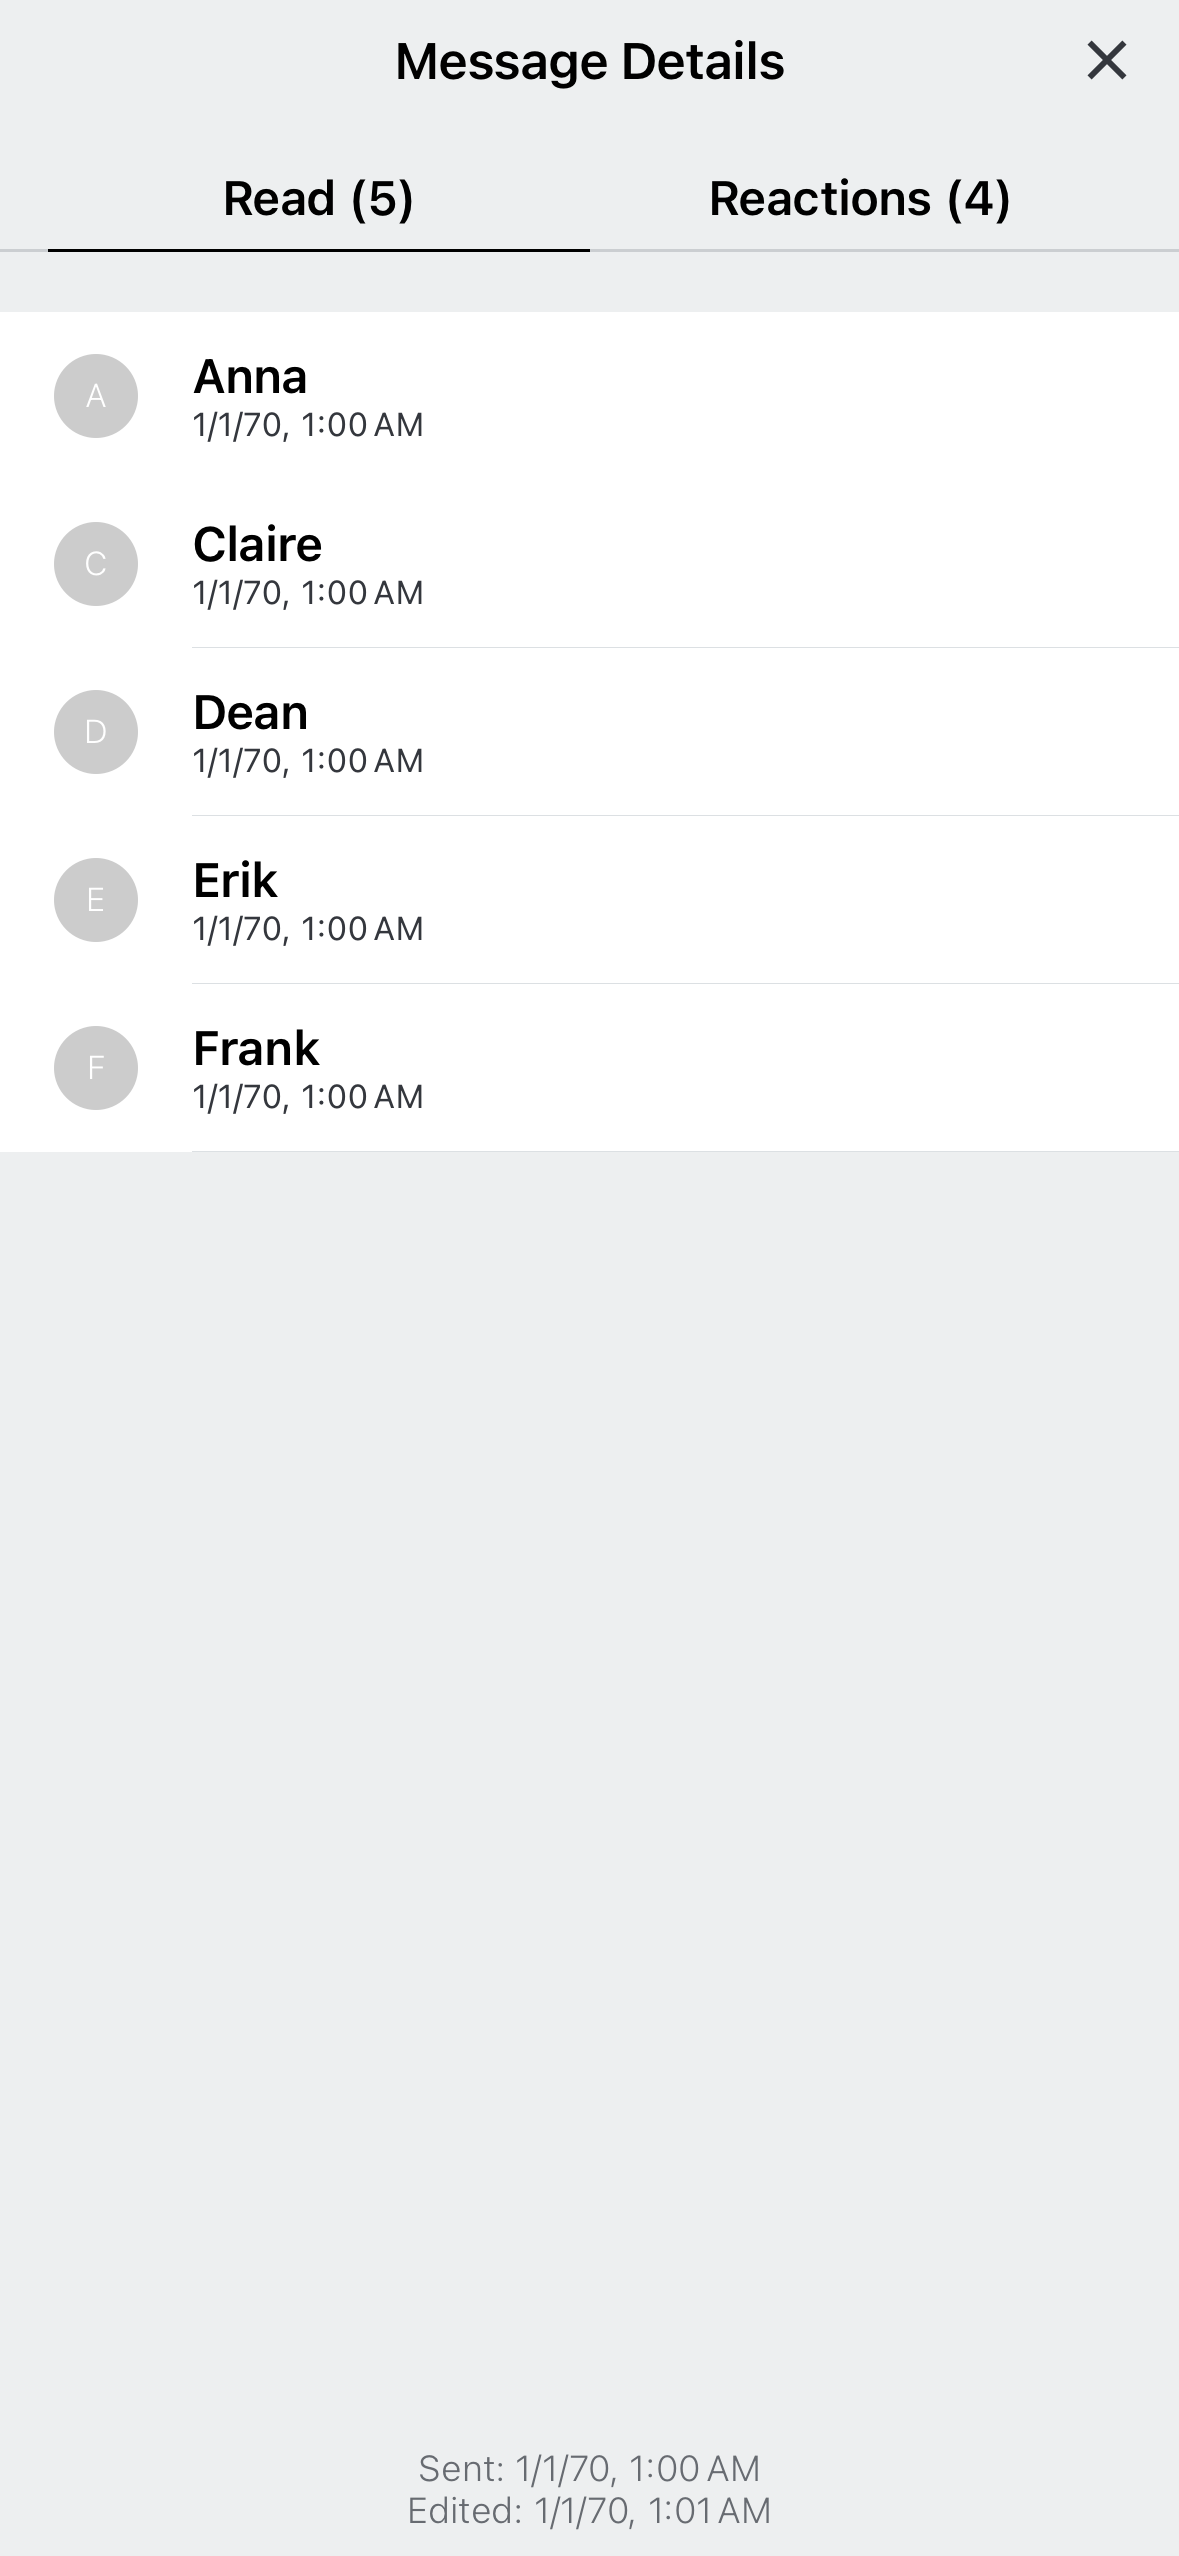 Message Details
Read (5)
Reactions (4)
A
Anna
1/1/70, 1:00 AM
C
Claire
1/1/70, 1:00 AM
D
Dean
1/1/70, 1:00 AM
E
Erik
1/1/70, 1:00 AM
F
Frank
1/1/70, 1:00 AM
Sent: 1/1/70, 1:00 AM
Edited: 1/1/70, 1:01 AM